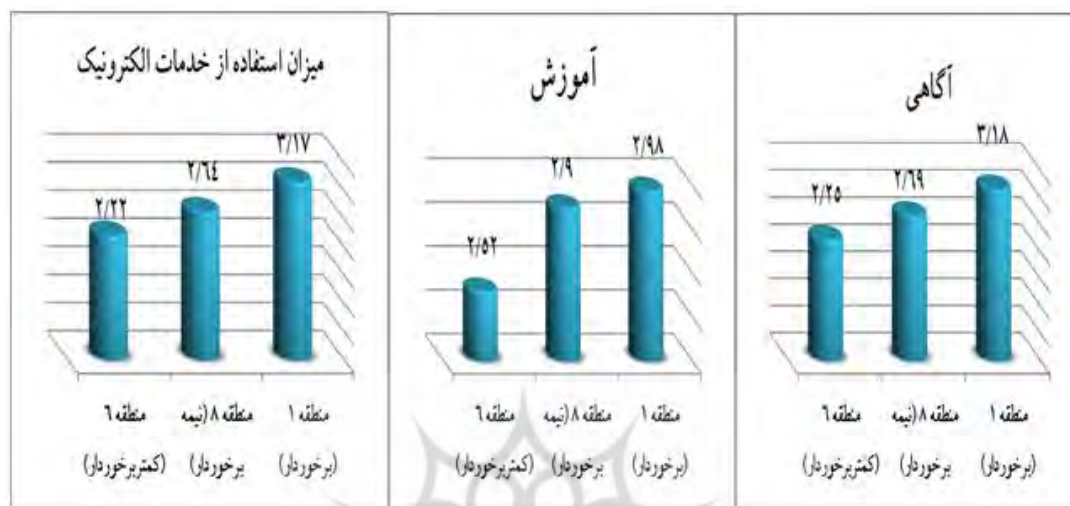 آگاهی
۳/۱۸
۲/۶۹
۲/۲۵
منطقه ۱ (برخوردار)
منطقه ۸ (نیمه برخوردار)
منطقه ۶ (کمتربرخوردار)
آموزش
۲/۹۸
۲/۹
۲/۵۲
منطقه ۱ (برخوردار)
منطقه ۸ (نیمه برخوردار)
منطقه ۶ (کمتربرخوردار)
میزان استفاده از خدمات الکترونیک
۳/۱۷
۲/٦٤
۲/۲۲
منطقه ۱ (برخوردار)
منطقه ۸ (نیمه برخوردار)
منطقه ٦ (کمتربرخوردار)